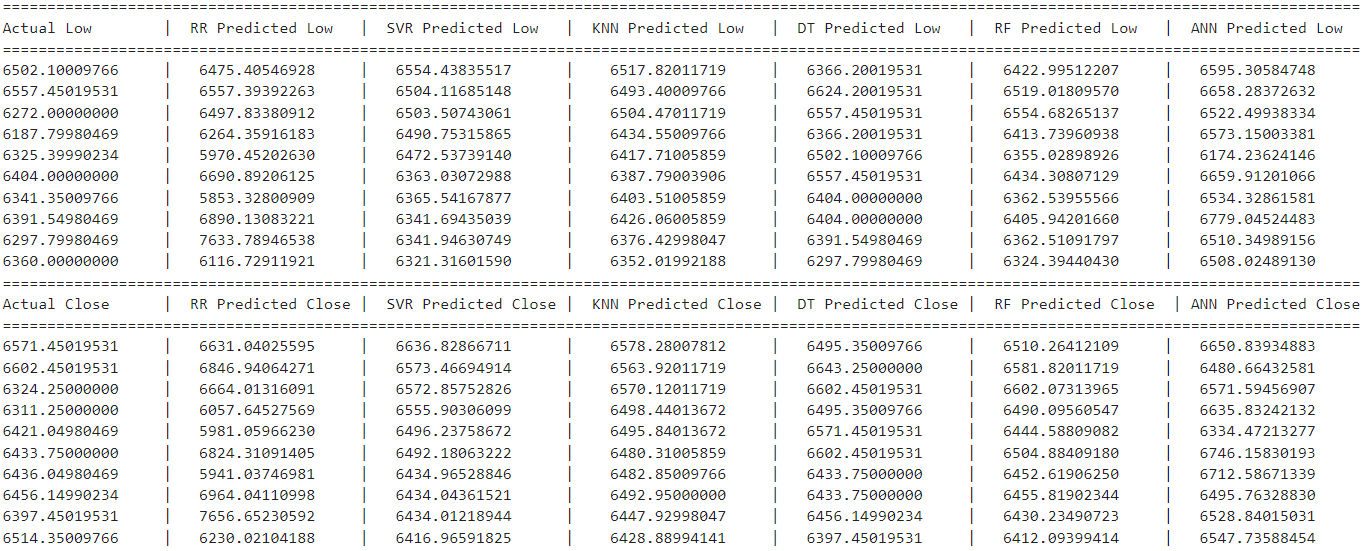 ====================================================================================================================================================
Actual Low | RR Predicted Low | SVR Predicted Low | KNN Predicted Low | DT Predicted Low | RF Predicted Low | ANN Predicted Low
====================================================================================================================================================
6502.10009766 | 6475.40546928 | 6554.43835517 | 6517.82011719 | 6366.20019531 | 6422.99512207 | 6595.30584748
6557.45019531 | 6557.39392263 | 6504.11685148 | 6493.40009766 | 6624.20019531 | 6519.01809570 | 6658.28372632
6272.00000000 | 6497.83380912 | 6503.50743061 | 6504.47011719 | 6557.45019531 | 6554.68265137 | 6522.49938334
6187.79980469 | 6264.35916183 | 6490.75315865 | 6434.55009766 | 6366.20019531 | 6413.73960938 | 6573.15003381
6325.39990234 | 5970.45202630 | 6472.53739140 | 6417.71005859 | 6502.10009766 | 6355.02898926 | 6174.23624146
6404.00000000 | 6690.89206125 | 6363.03072988 | 6387.79003906 | 6557.45019531 | 6434.30807129 | 6659.91201066
6341.35009766 | 5853.32800909 | 6365.54167877 | 6403.51005859 | 6404.00000000 | 6362.53955566 | 6534.32861581
6391.54980469 | 6890.13083221 | 6341.69435039 | 6426.06005859 | 6404.00000000 | 6405.94201660 | 6779.04524483
6297.79980469 | 7633.78946538 | 6341.94630749 | 6376.42998047 | 6391.54980469 | 6362.51091797 | 6510.34989156
6360.00000000 | 6116.72911921 | 6321.31601590 | 6352.01992188 | 6297.79980469 | 6324.39440430 | 6508.02489130
====================================================================================================================================================
Actual Close | RR Predicted Close | SVR Predicted Close | KNN Predicted Close | DT Predicted Close | RF Predicted Close | ANN Predicted Close
====================================================================================================================================================
6571.45019531 | 6631.04025595 | 6636.82866711 | 6578.28007812 | 6495.35009766 | 6510.26412109 | 6650.83934883
6602.45019531 | 6846.94064271 | 6573.46694914 | 6563.92011719 | 6643.25000000 | 6581.82011719 | 6480.66432581
6324.25000000 | 6664.01316091 | 6572.85752826 | 6570.12011719 | 6602.45019531 | 6602.07313965 | 6571.59456907
6311.25000000 | 6057.64527569 | 6555.90306099 | 6498.44013672 | 6495.35009766 | 6490.09560547 | 6635.83242132
6421.04980469 | 5981.05966230 | 6496.23758672 | 6495.84013672 | 6571.45019531 | 6444.58809082 | 6334.47213277
6433.75000000 | 6824.31091405 | 6492.18063222 | 6480.31005859 | 6602.45019531 | 6504.88409180 | 6746.15830193
6436.04980469 | 5941.03746981 | 6434.96528846 | 6482.85009766 | 6433.75000000 | 6452.61906250 | 6712.58671339
6456.14990234 | 6964.04110998 | 6434.04361521 | 6492.95000000 | 6433.75000000 | 6455.81902344 | 6495.76328830
6397.45019531 | 7656.65230592 | 6434.01218944 | 6447.92998047 | 6456.14990234 | 6430.23490723 | 6528.84015031
6514.35009766 | 6230.02104188 | 6416.96591825 | 6428.88994141 | 6397.45019531 | 6412.09399414 | 6547.73588454